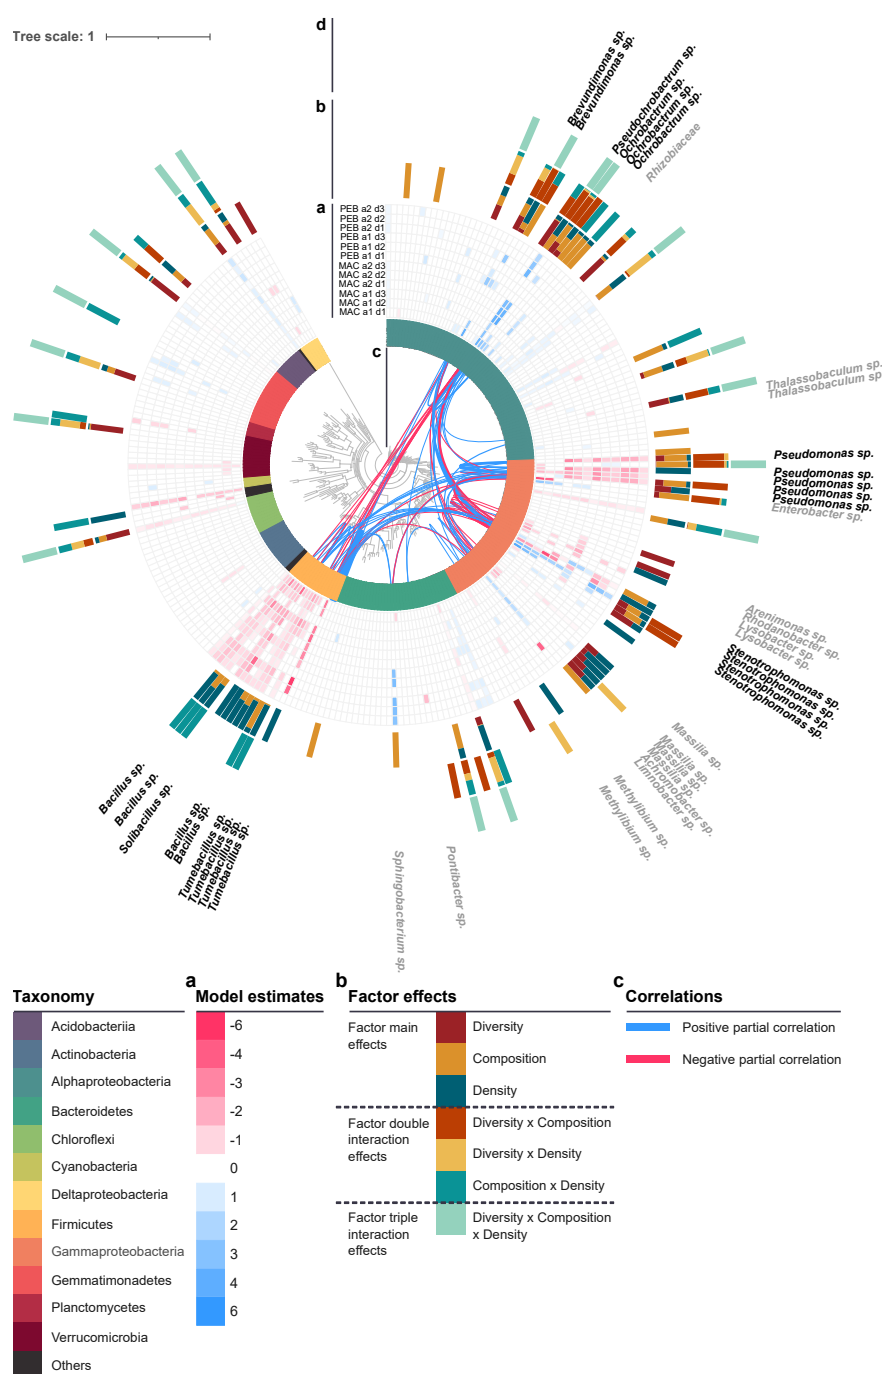 Tree scale: 1
d
b
a
PEB a2 d3
PEB a2 d2
PEB a2 d1
PEB a1 d3
PEB a1 d2
PEB a1 d1
MAC a2 d3
MAC a2 d2
MAC a2 d1
MAC a1 d3
MAC a1 d2
MAC a1 d1
c
Brevundimonas sp.
Brevundimonas sp.
Pseudochrobactrum sp.
Ochrobactrum sp.
Ochrobactrum sp.
Ochrobactrum sp.
Rhizobiaceae
Thalassobaculum sp.
Thalassobaculum sp
Pseudomonas sp.
Pseudomonas sp.
Pseudomonas sp.
Pseudomonas sp.
Pseudomonas sp.
Enterobacter sp.
Arenimonas sp.
Rhodanobacter sp.
Lysobacter sp.
Lysobacter sp.
Stenotrophomonas sp.
Stenotrophomonas sp.
Stenotrophomonas sp.
Stenotrophomonas sp.
Massilia sp.
Massilia sp.
Massilia sp.
Massilia sp.
Achromobacter sp.
Limnobacter sp.
Methylibium sp.
Methylibium sp.
Pontibacter sp.
Sphingobacterium sp.
Tumebacillus sp.
Tumebacillus sp.
Tumebacillus sp.
Tumebacillus sp.
Bacillus sp.
Bacillus sp.
Solibacillus sp.
Bacillus sp.
Bacillus sp.
Taxonomy
Acidobacteriia
Actinobacteria
Alphaproteobacteria
Bacteroidetes
Chloroflexi
Cyanobacteria
Deltaproteobacteria
Firmicutes
Gammaproteobacteria
Gemmatimonadetes
Planctomycetes
Verrucomicrobia
Others
a
Model estimates
-6
-4
-3
-2
-1
0
1
2
3
4
6
b
Factor effects
Factor main
effects
Diversity
Composition
Density
Factor double
interaction
effects
Diversity x Composition
Diversity x Density
Composition x Density
Factor triple
interaction
effects
Diversity x Composition
x Density
c
Correlations
Positive partial correlation
Negative partial correlation